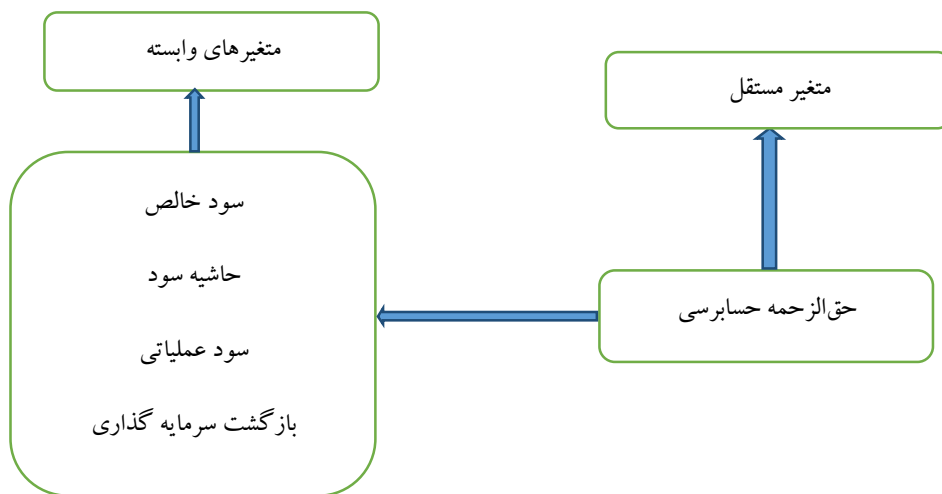 متغیرهای وابسته
متغیر مستقل
سود خالص
حاشیه سود
سود عملیاتی
بازگشت سرمایه گذاری
حق‌الزحمه حسابرسی